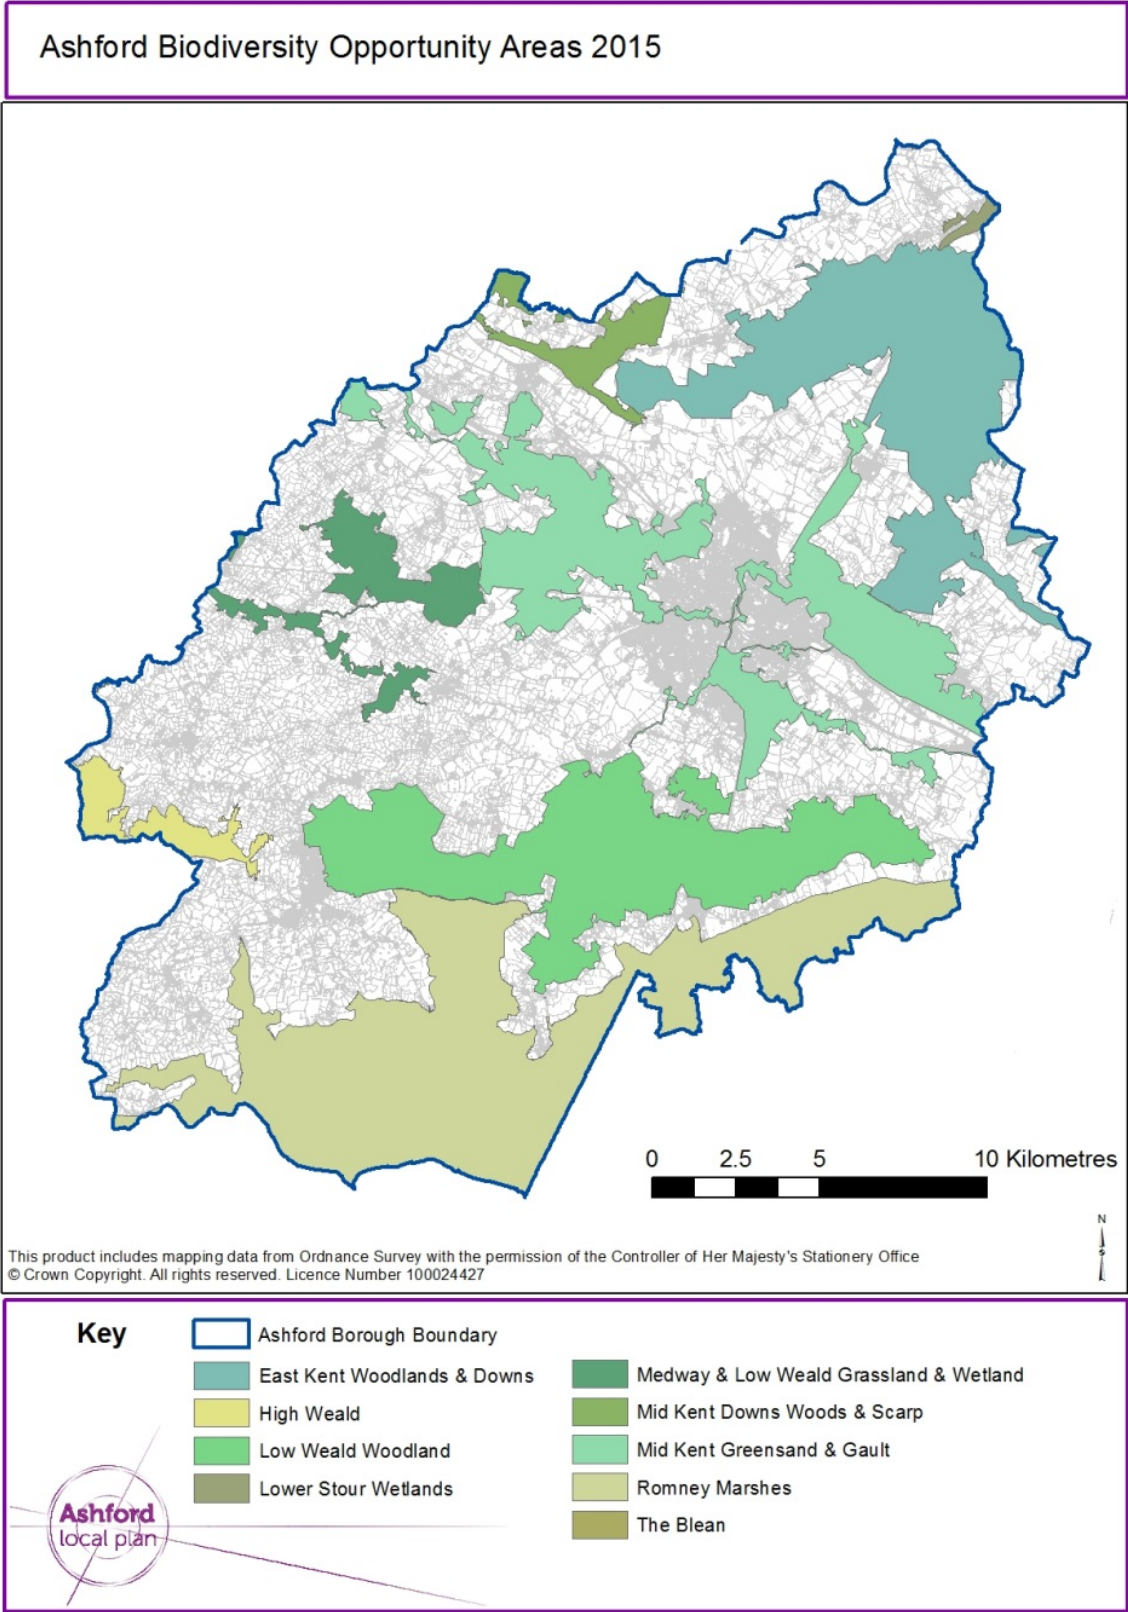 Ashford Biodiversity Opportunity Areas 2015
0 2.5 5 10 Kilometres
N
S
This product includes mapping data from Ordnance Survey with the permission of the Controller of Her Majesty's Stationery Office
© Crown Copyright. All rights reserved. Licence Number 100024427
Key
Ashford Borough Boundary
East Kent Woodlands & Downs
High Weald
Low Weald Woodland
Lower Stour Wetlands
Medway & Low Weald Grassland & Wetland
Mid Kent Downs Woods & Scarp
Mid Kent Greensand & Gault
Romney Marshes
The Blean
Ashford
local plan